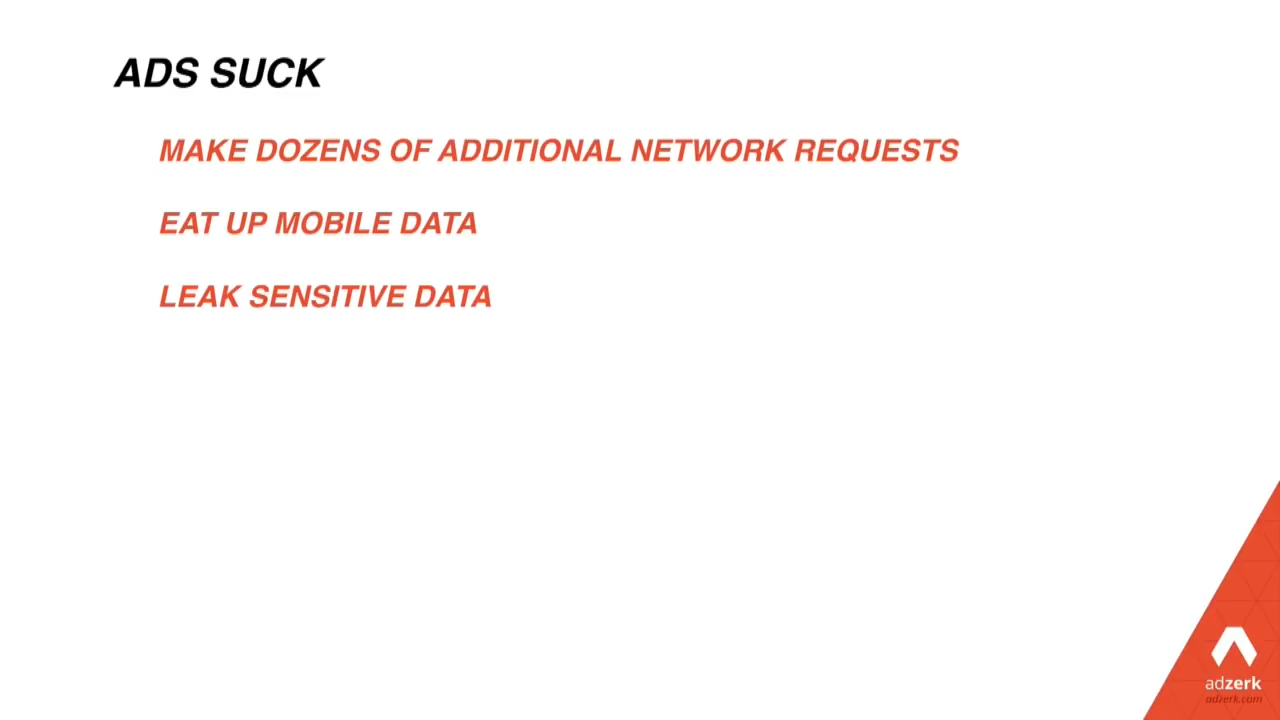 ADS SUCK
MAKE DOZENS OF ADDITIONAL NETWORK REQUESTS
EAT UP MOBILE DATA
LEAK SENSITIVE DATA
adzerk
adzerk.com